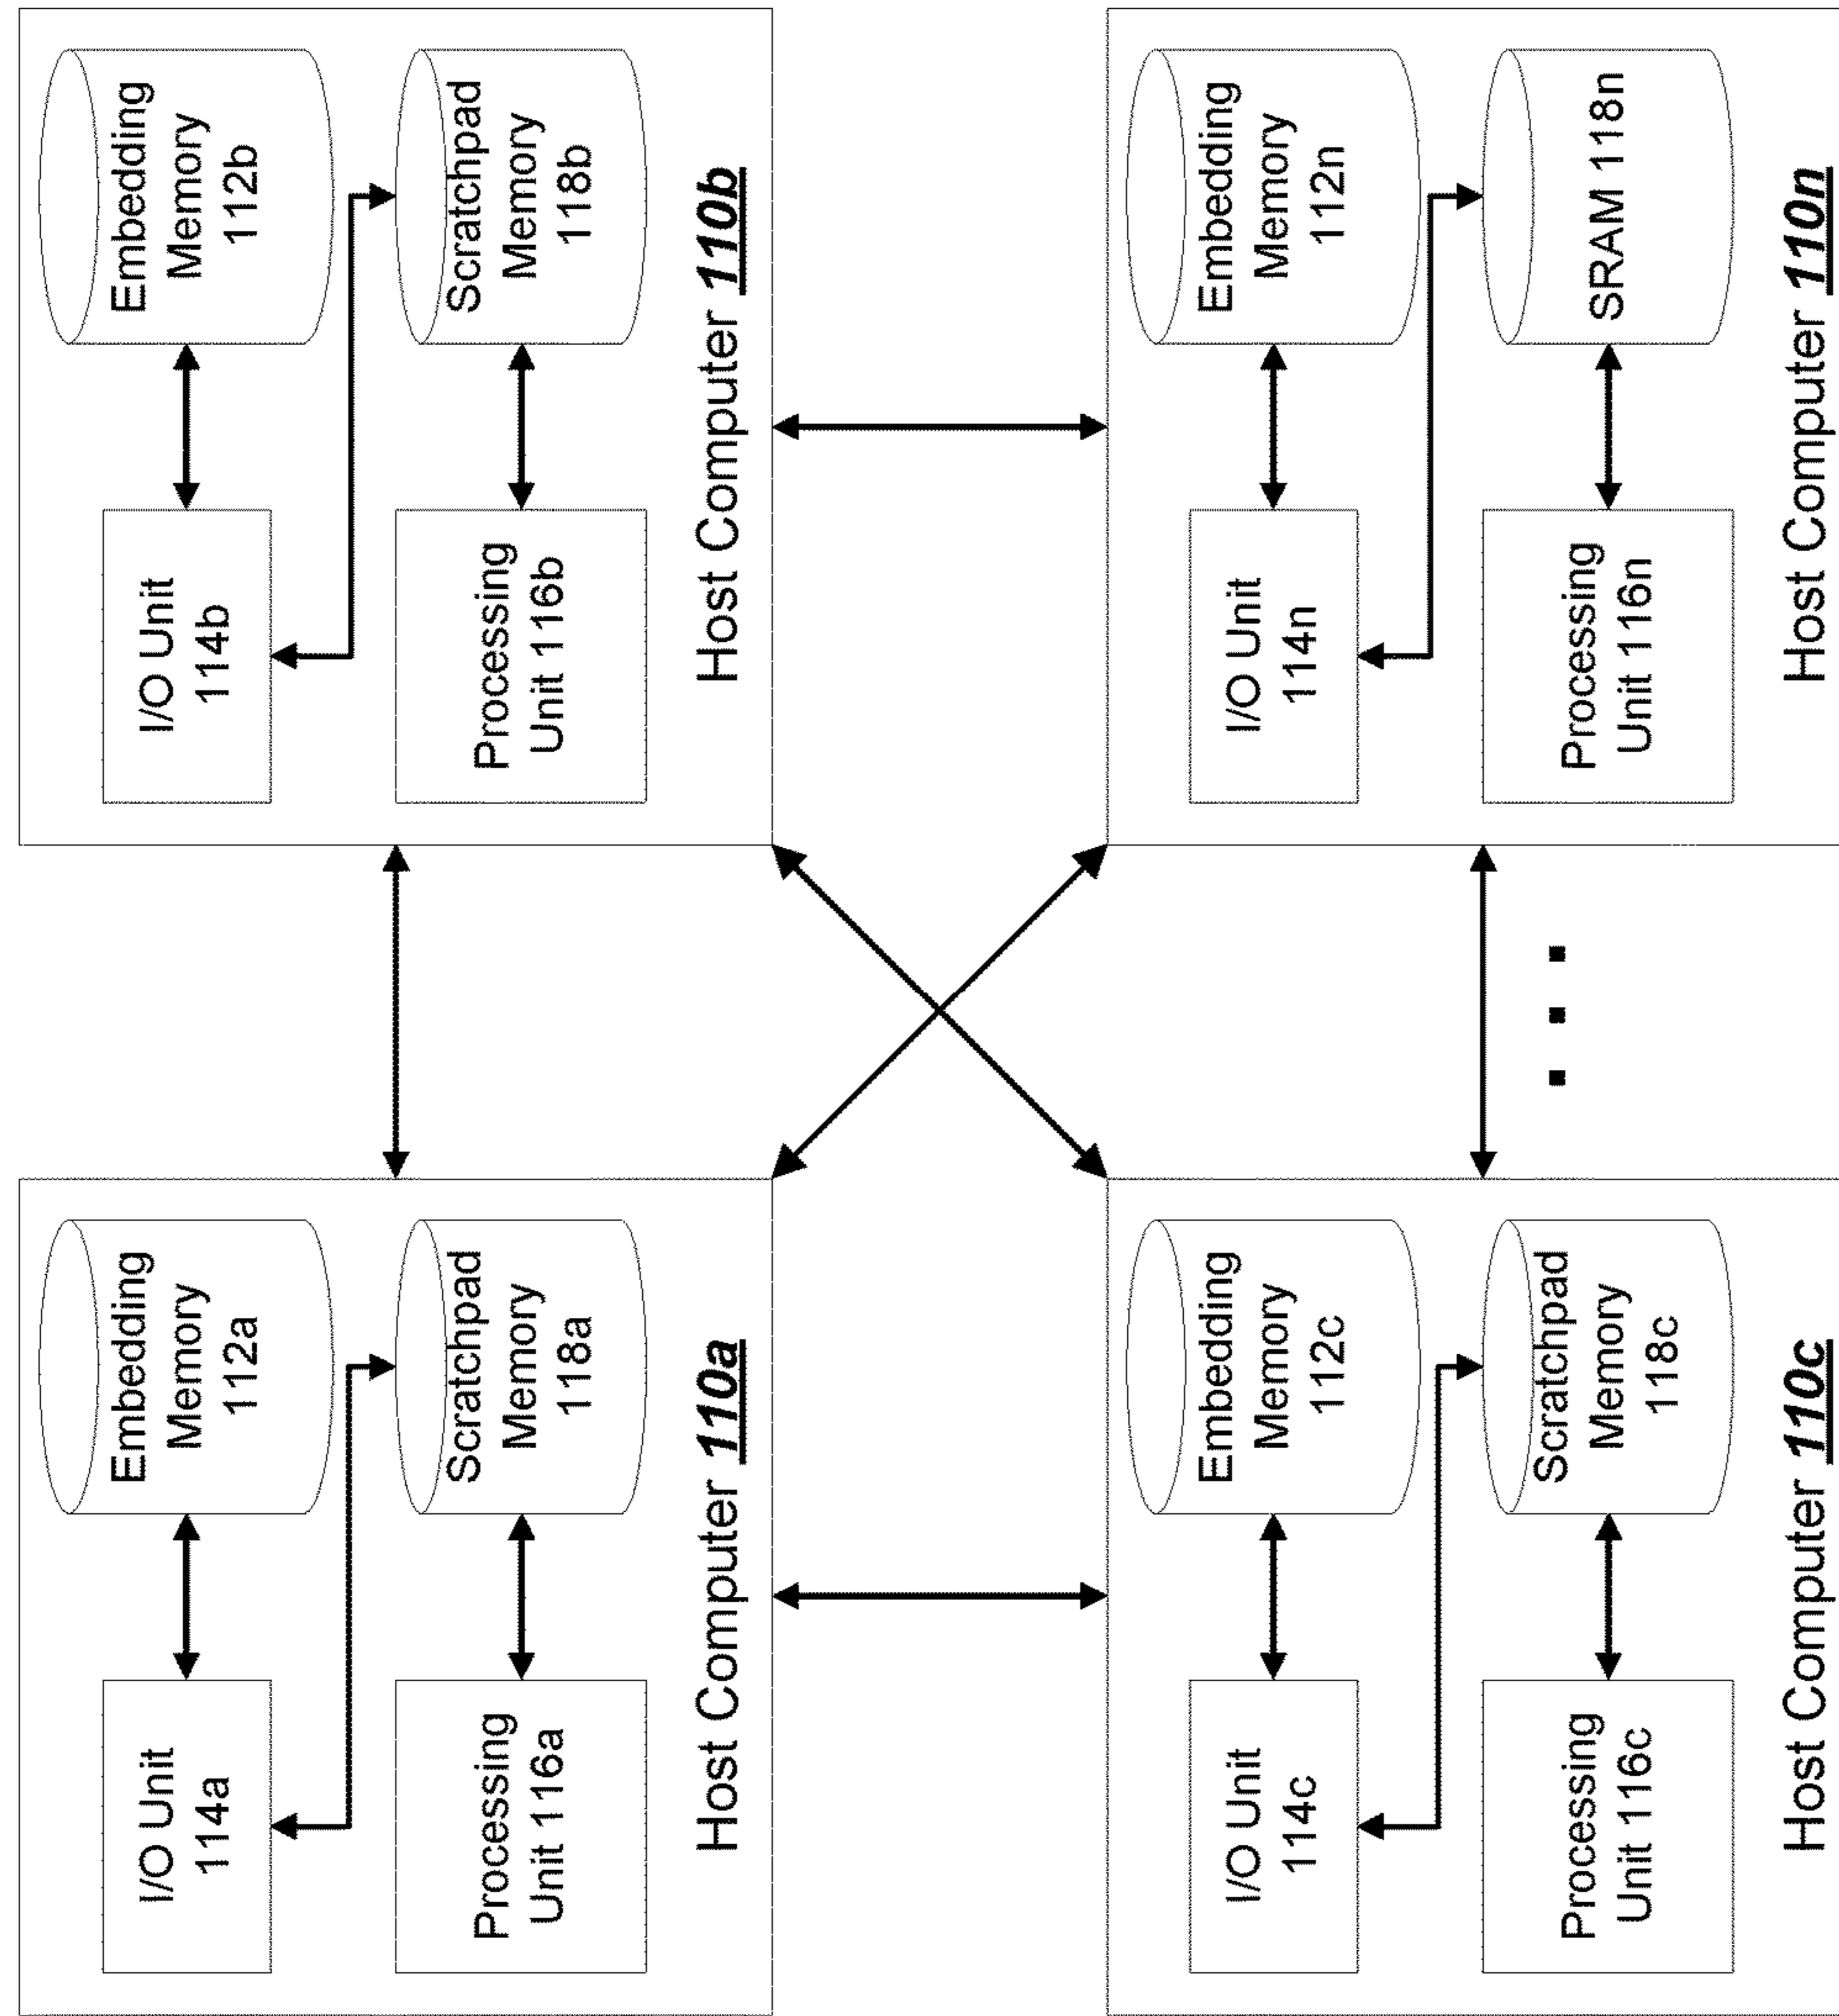 I/O Unit
114a
Embedding
Memory
112a
Processing
Unit 116a
Scratchpad
Memory
118a
Host Computer 110a
I/O Unit
114b
Embedding
Memory
112b
Processing
Unit 116b
Scratchpad
Memory
118b
Host Computer 110b
I/O Unit
114c
Embedding
Memory
112c
Processing
Unit 116c
Scratchpad
Memory
118c
Host Computer 110c
. . .
I/O Unit
114n
Embedding
Memory
112n
Processing
Unit 116n
SRAM 118n
Host Computer 110n